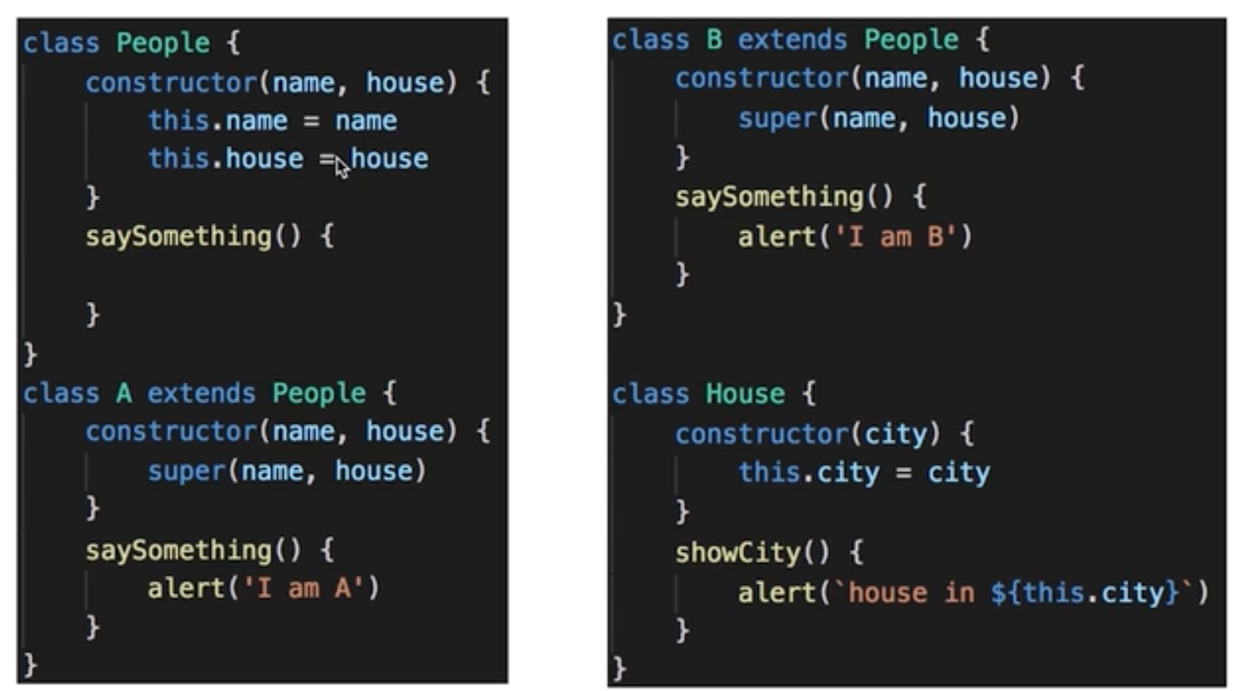 class People {
    constructor(name, house) {
        this.name = name
        this.house = house
    }
    saySomething() {

    }
}
class A extends People {
    constructor(name, house) {
        super(name, house)
    }
    saySomething() {
        alert('I am A')
    }
}
class B extends People {
    constructor(name, house) {
        super(name, house)
    }
    saySomething() {
        alert('I am B')
    }
}

class House {
    constructor(city) {
        this.city = city
    }
    showCity() {
        alert(`house in ${this.city}`)
    }
}